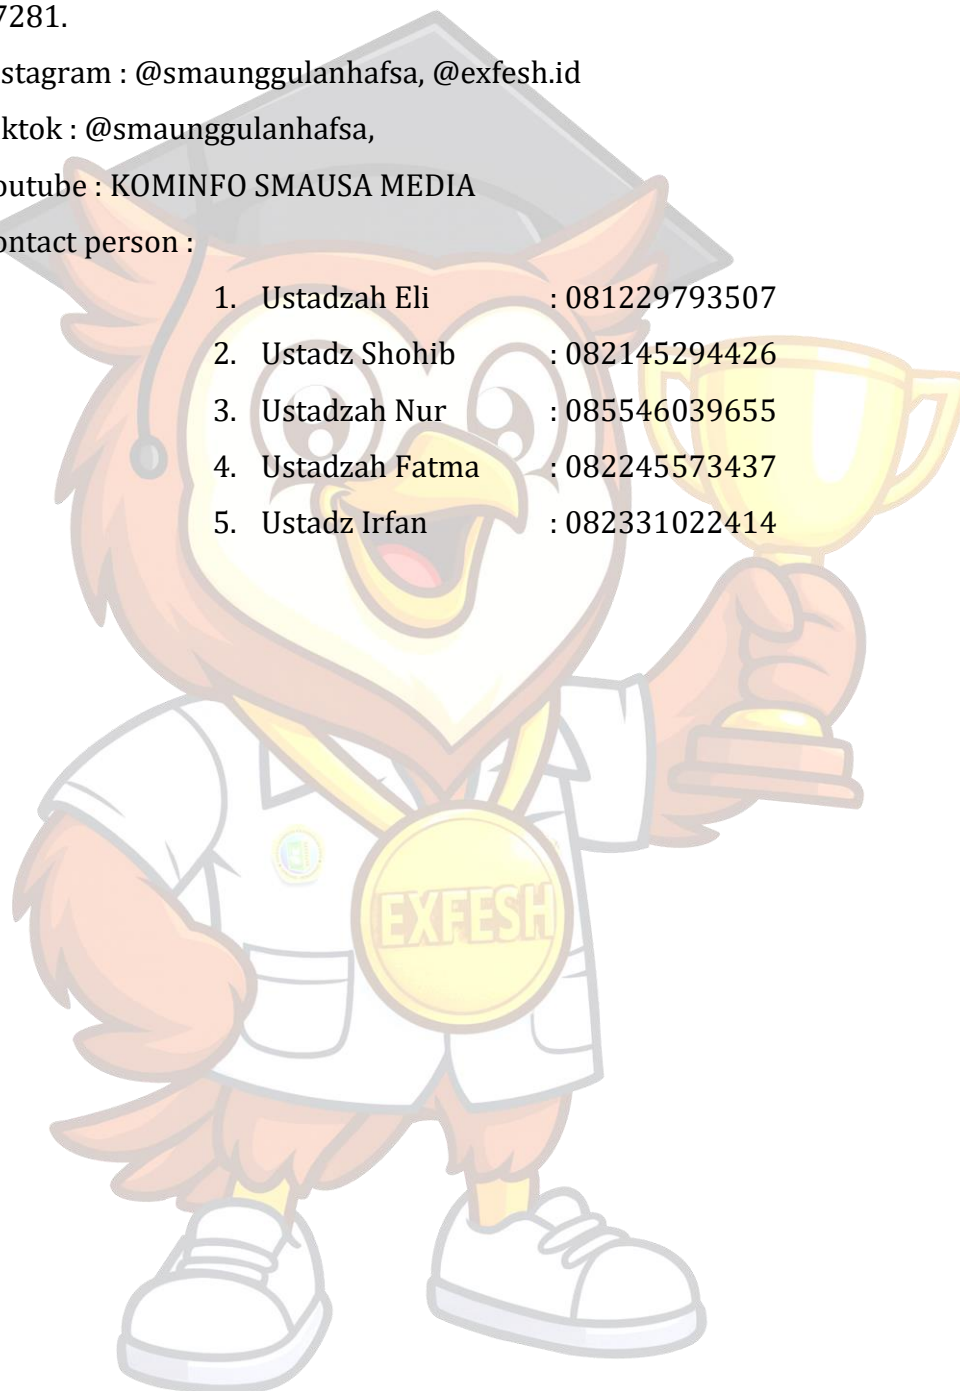 7281.
stagram : @smaunggulanhafsa, @exfesh.id
ktok : @smaunggulanhafsa,
outube : KOMINFO SMAUSA MEDIA
ontact person :
1. Ustadzah Eli : 081229793507
2. Ustadz Shohib : 082145294426
3. Ustadzah Nur : 085546039655
4. Ustadzah Fatma : 082245573437
5. Ustadz Irfan : 082331022414
EXFESH